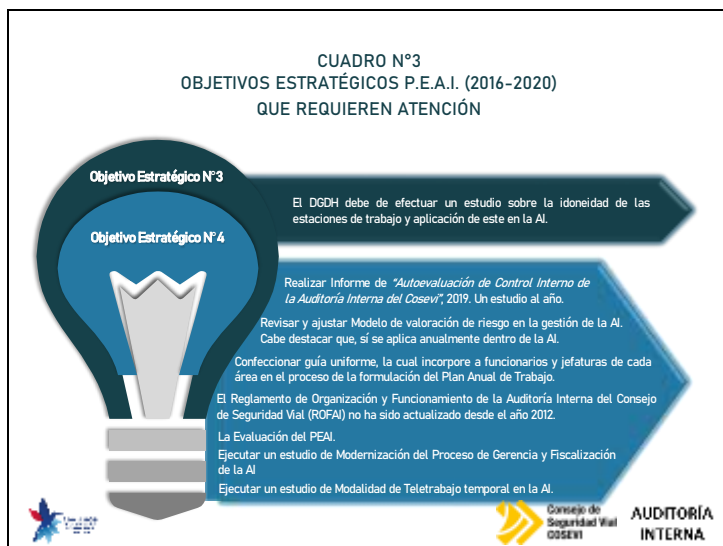 CUADRO N°3
OBJETIVOS ESTRATÉGICOS P.E.A.I. (2016-2020)
QUE REQUIEREN ATENCIÓN
Objetivo Estratégico N°3
El DGDH debe de efectuar un estudio sobre la idoneidad de las
estaciones de trabajo y aplicación de este en la AI.
Objetivo Estratégico N°4
Realizar Informe de "Autoevaluación de Control Interno de
la Auditoría Interna del Cosevi", 2019. Un estudio al año.
Revisar y ajustar Modelo de valoración de riesgo en la gestión de la AI.
Cabe destacar que, sí se aplica anualmente dentro de la AI.
Confeccionar guía uniforme, la cual incorpore a funcionarios y jefaturas de cada
área en el proceso de la formulación del Plan Anual de Trabajo.
El Reglamento de Organización y Funcionamiento de la Auditoría Interna del Consejo
de Seguridad Vial (ROFAI) no ha sido actualizado desde el año 2012.
La Evaluación del PEAI.
Ejecutar un estudio de Modernización del Proceso de Gerencia y Fiscalización
de la AI
Ejecutar un estudio de Modalidad de Teletrabajo temporal en la AI.
Consejo de
Seguridad Vial
COSEVI
AUDITORÍA
INTERNA